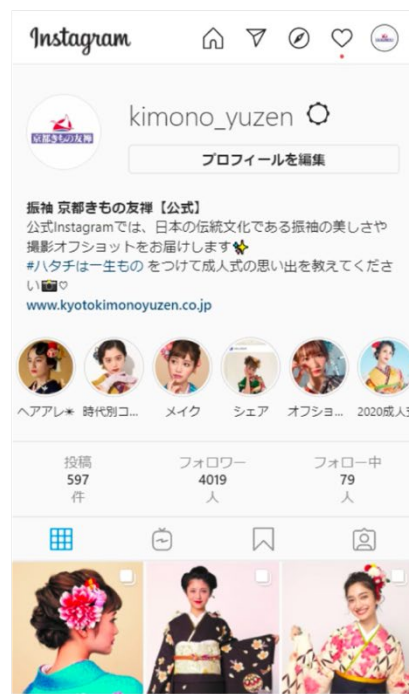 Instagram
kimono_yuzen
京都きもの友禅
プロフィールを編集
振袖 京都きもの友禅【公式】
公式Instagramでは、日本の伝統文化である振袖の美しさや
撮影オフショットをお届けします✨
#ハタチは一生もの をつけて成人式の思い出を教えてくださ
い📸♡
www.kyotokimonoyuzen.co.jp
ヘアアレ✴ 時代別コ... メイク シェア オフショ... 2020成人式
投稿 フォロワー フォロー中
597 4019 79
件 人 人